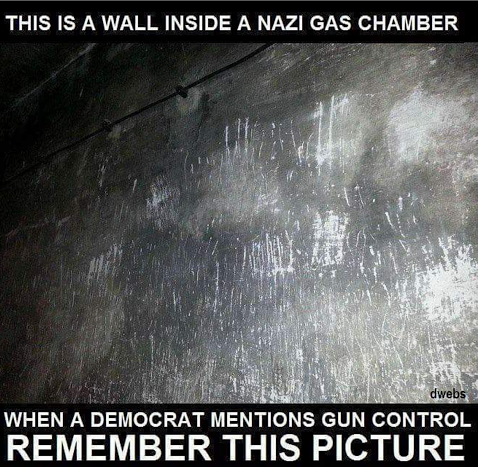 THIS IS A WALL INSIDE A NAZI GAS CHAMBER
dwebs
WHEN A DEMOCRAT MENTIONS GUN CONTROL
REMEMBER THIS PICTURE